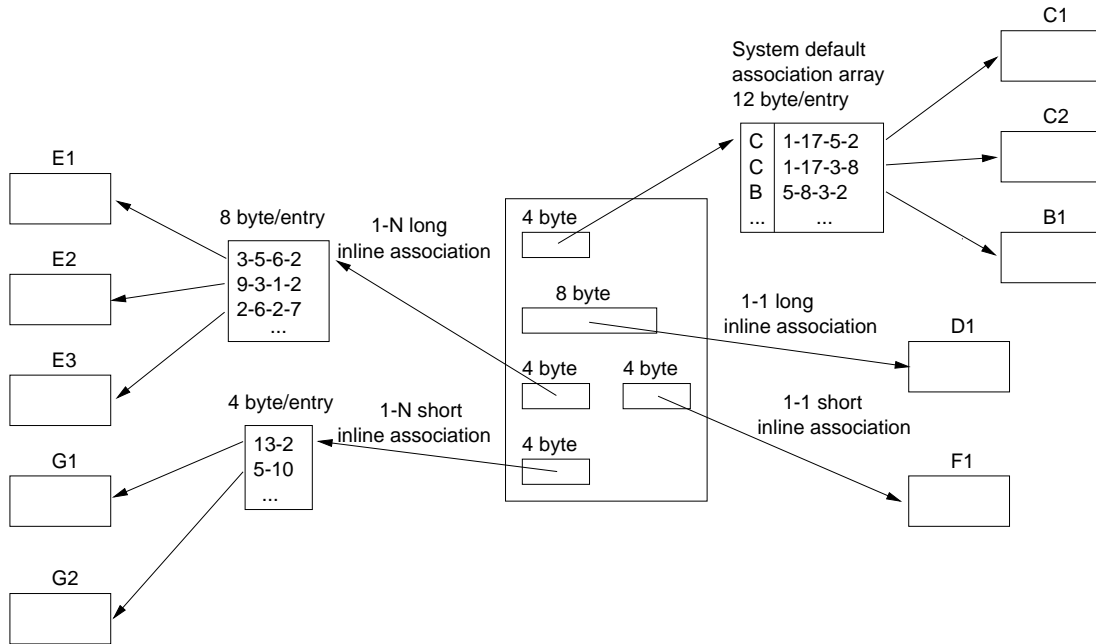 C1
System default
association array
12 byte/entry
C 1-17-5-2
C 1-17-3-8
B 5-8-3-2
... ...
C2
B1
E1
E2
E3
8 byte/entry
3-5-6-2
9-3-1-2
2-6-2-7
...
1-N long
inline association
4 byte
8 byte
4 byte
4 byte
4 byte
1-1 long
inline association
D1
4 byte/entry
13-2
5-10
...
1-N short
inline association
1-1 short
inline association
F1
G1
G2